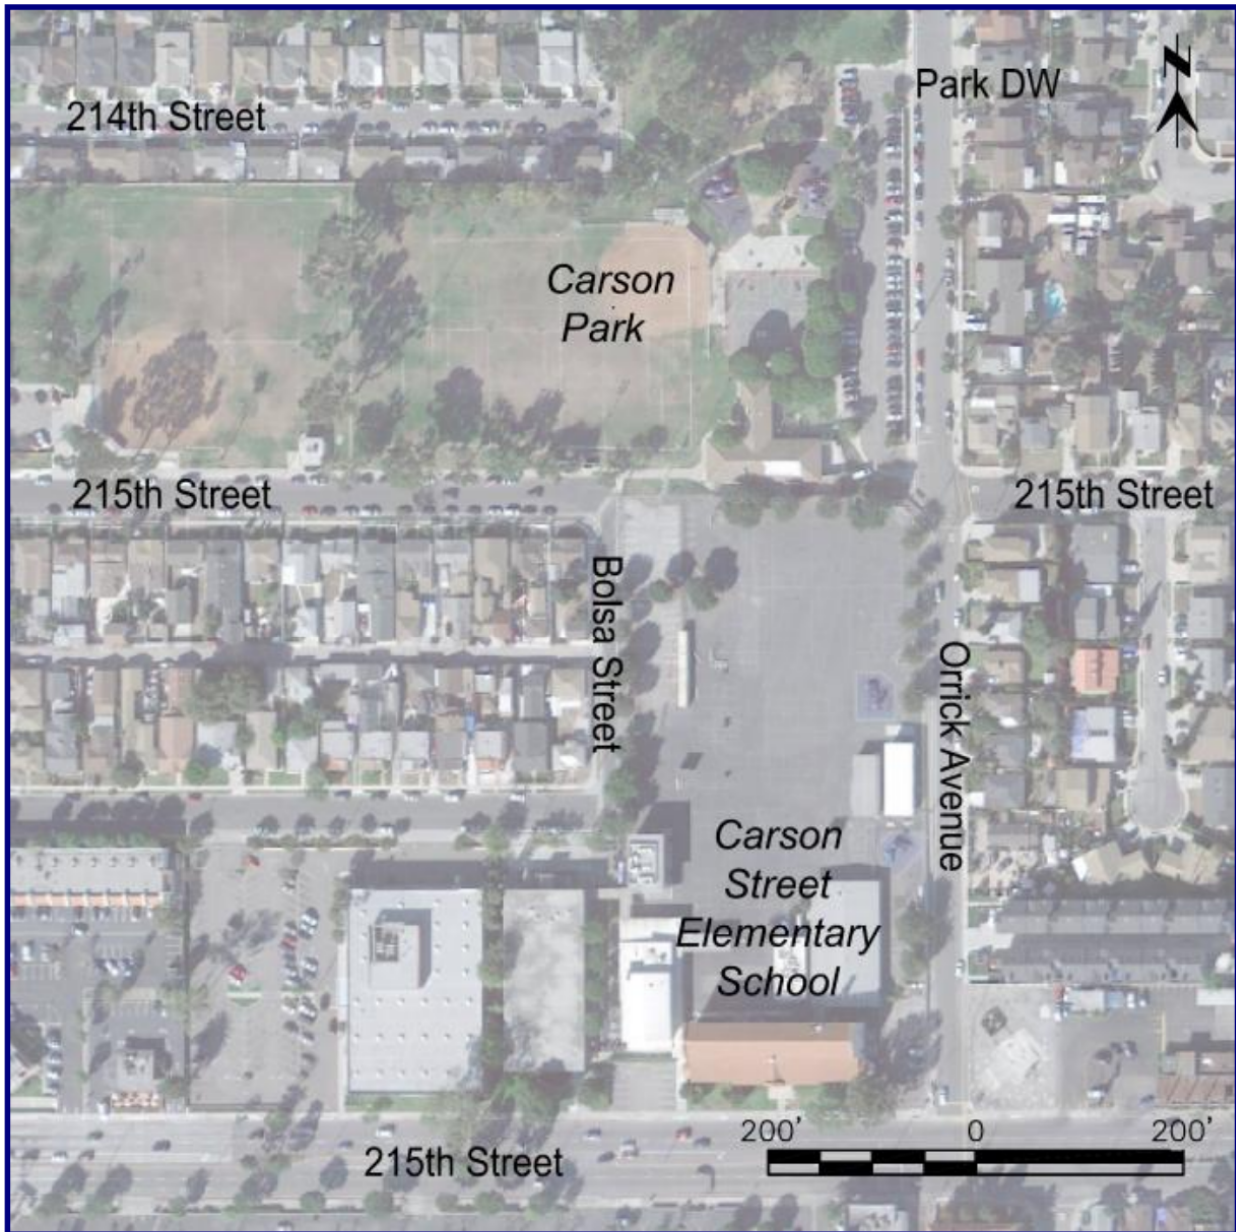 Park DW
214th Street
Carson
Park
215th Street
215th Street
Bolsa Street
Orrick Avenue
Carson
Street
Elementary
School
200' 0 200'
215th Street